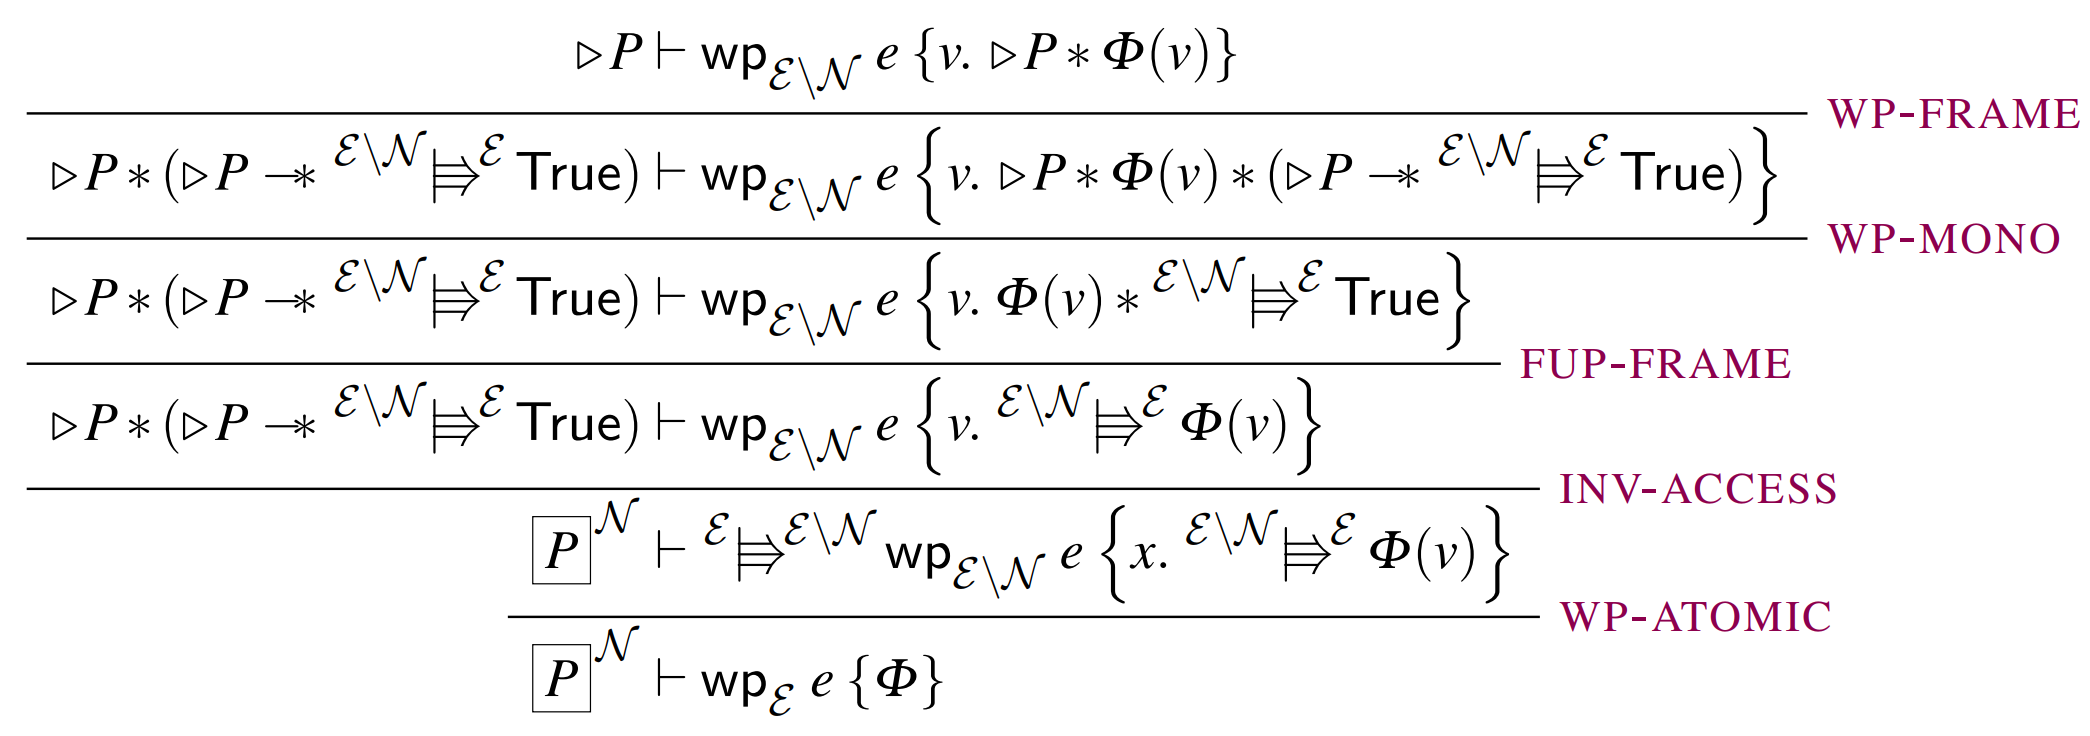 ▷P ⊢ wp_{ℰ∖𝒩} e {v. ▷P ∗ Φ(v)}
WP-FRAME
▷P ∗ (▷P −∗ ^{ℰ∖𝒩}|⇛^{ℰ} True) ⊢ wp_{ℰ∖𝒩} e {v. ▷P ∗ Φ(v) ∗ (▷P −∗ ^{ℰ∖𝒩}|⇛^{ℰ} True)}
WP-MONO
▷P ∗ (▷P −∗ ^{ℰ∖𝒩}|⇛^{ℰ} True) ⊢ wp_{ℰ∖𝒩} e {v. Φ(v) ∗ ^{ℰ∖𝒩}|⇛^{ℰ} True}
FUP-FRAME
▷P ∗ (▷P −∗ ^{ℰ∖𝒩}|⇛^{ℰ} True) ⊢ wp_{ℰ∖𝒩} e {v. ^{ℰ∖𝒩}|⇛^{ℰ} Φ(v)}
INV-ACCESS
P^{𝒩} ⊢ ^{ℰ}|⇛^{ℰ∖𝒩} wp_{ℰ∖𝒩} e {x. ^{ℰ∖𝒩}|⇛^{ℰ} Φ(v)}
WP-ATOMIC
P^{𝒩} ⊢ wp_{ℰ} e {Φ}